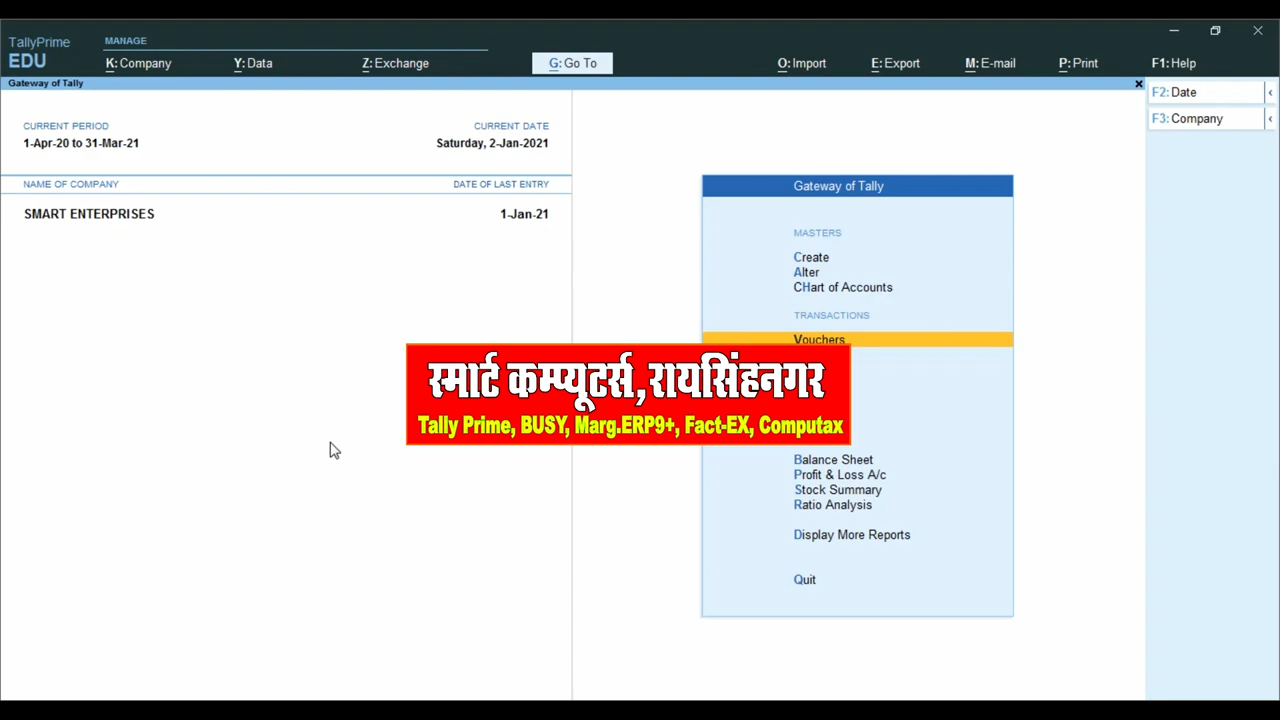 TallyPrime
EDU
MANAGE
K: Company
Y: Data
Z: Exchange
G: Go To
O: Import
E: Export
M: E-mail
P: Print
F1: Help
Gateway of Tally
F2: Date
F3: Company
CURRENT PERIOD
CURRENT DATE
1-Apr-20 to 31-Mar-21
Saturday, 2-Jan-2021
NAME OF COMPANY
DATE OF LAST ENTRY
SMART ENTERPRISES
1-Jan-21
Gateway of Tally
MASTERS
Create
Alter
CHart of Accounts
TRANSACTIONS
Vouchers
स्मार्ट कम्प्यूटर्स,रायसिंहनगर
Tally Prime, BUSY, Marg.ERP9+, Fact-EX, Computax
Balance Sheet
Profit & Loss A/c
Stock Summary
Ratio Analysis
Display More Reports
Quit